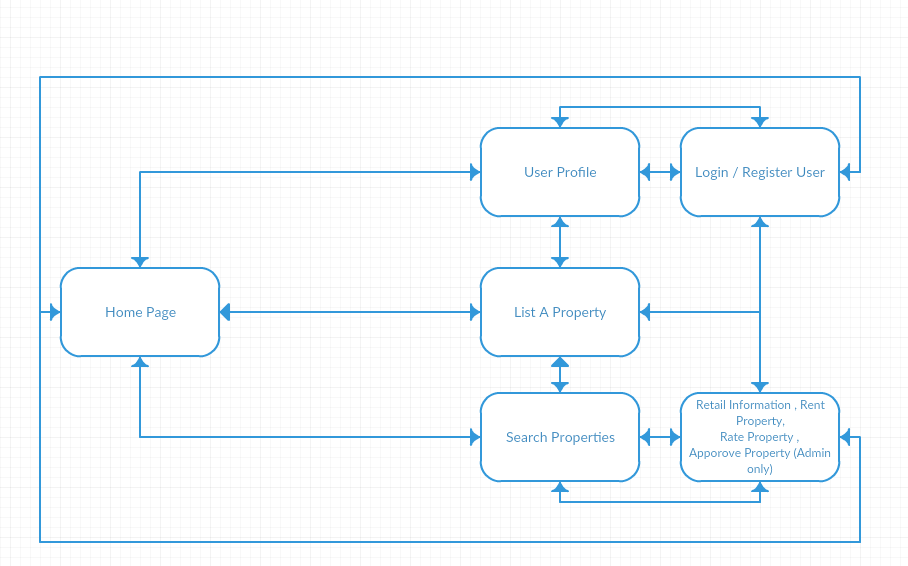 User Profile
Login / Register User
Home Page
List A Property
Search Properties
Retail Information , Rent
Property,
Rate Property ,
Apporove Property (Admin
only)